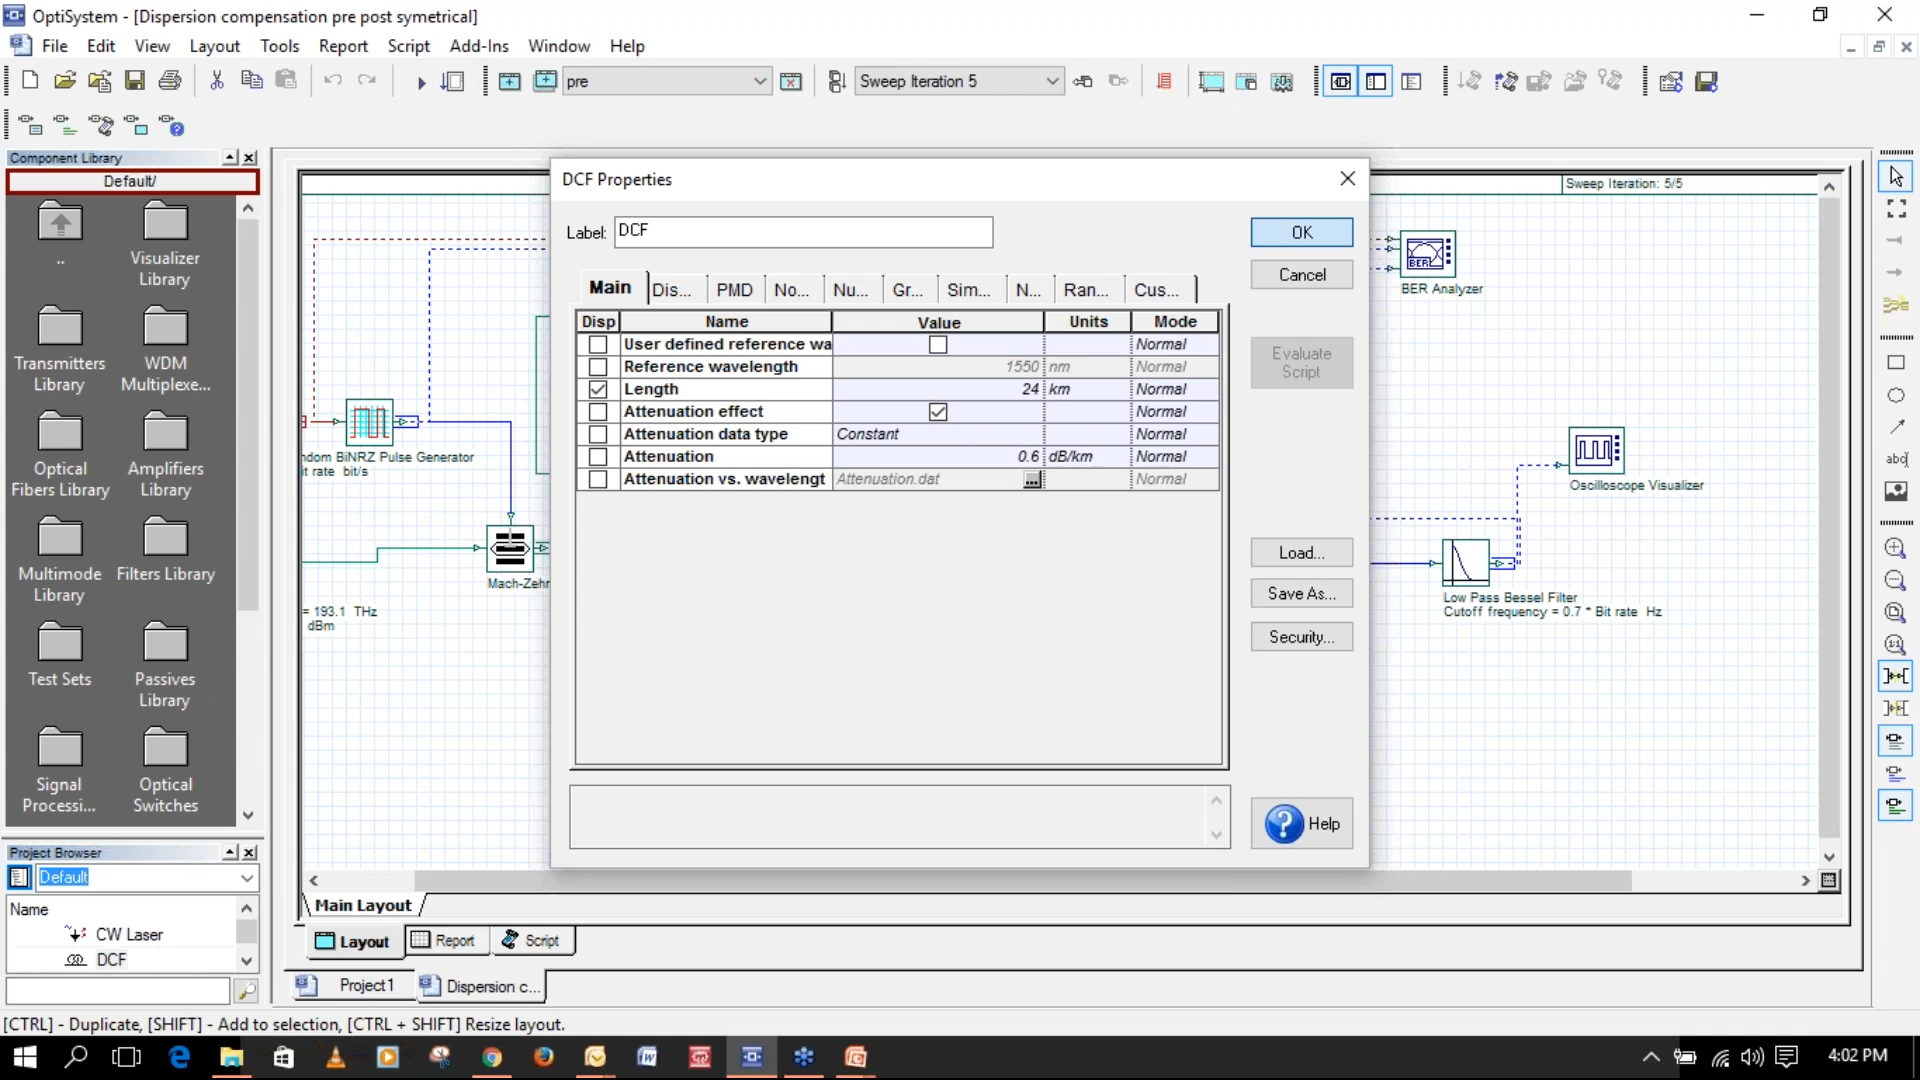 OptiSystem - [Dispersion compensation pre post symetrical]
File Edit View Layout Tools Report Script Add-Ins Window Help
pre
Sweep Iteration 5
Component Library
Default/
..
Visualizer
Library
Transmitters
Library
WDM
Multiplexe...
Optical
Fibers Library
Amplifiers
Library
Multimode
Library
Filters Library
Test Sets
Passives
Library
Signal
Processi...
Optical
Switches
Project Browser
Default
Name
CW Laser
DCF
Sweep Iteration: 5/5
BER
BER Analyzer
ndom BiNRZ Pulse Generator
it rate bit/s
Mach-Zehn
= 193.1 THz
dBm
Oscilloscope Visualizer
Low Pass Bessel Filter
Cutoff frequency = 0.7 * Bit rate Hz
DCF Properties
Label: DCF
OK
Cancel
Evaluate
Script
Load...
Save As...
Security...
Help
Main Dis... PMD No... Nu... Gr... Sim... N... Ran... Cus...
Disp Name Value Units Mode
User defined reference wa Normal
Reference wavelength 1550 nm Normal
Length 24 km Normal
Attenuation effect Normal
Attenuation data type Constant Normal
Attenuation 0.6 dB/km Normal
Attenuation vs. wavelengt Attenuation.dat ... Normal
Main Layout
Layout Report Script
Project1 Dispersion c...
abc
1:1
[CTRL] - Duplicate, [SHIFT] - Add to selection, [CTRL + SHIFT] Resize layout.
4:02 PM